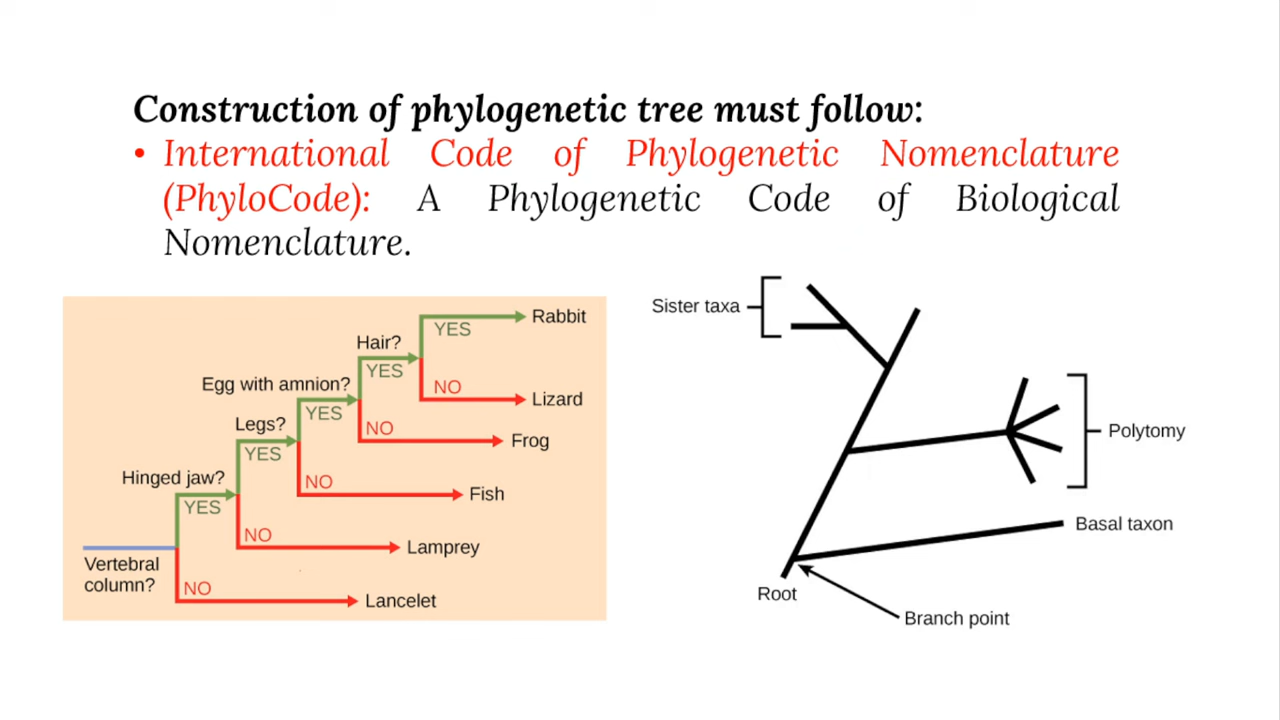 Construction of phylogenetic tree must follow:
• International Code of Phylogenetic Nomenclature
(PhyloCode): A Phylogenetic Code of Biological
Nomenclature.
Rabbit
YES
Hair?
YES
NO
Lizard
Egg with amnion?
YES
NO
Frog
Legs?
YES
NO
Fish
Hinged jaw?
YES
NO
Lamprey
Vertebral
column?
NO
Lancelet
Sister taxa
Polytomy
Basal taxon
Root
Branch point